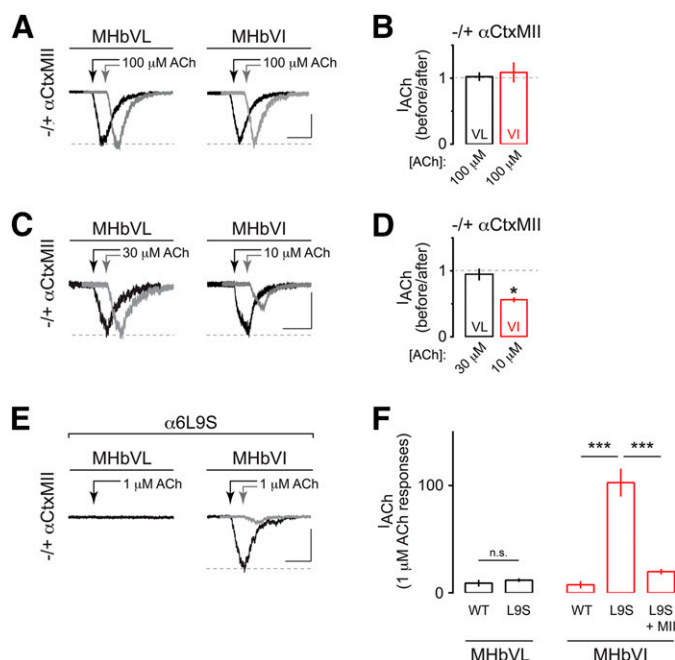 A
MHbVL MHbVI
100 μM ACh 100 μM ACh
-/+ αCtxMII
B
-/+ αCtxMII
I_ACh
(before/after)
1
0
VL VI
[ACh]: 100 μM 100 μM
C
MHbVL MHbVI
30 μM ACh 10 μM ACh
-/+ αCtxMII
D
-/+ αCtxMII
I_ACh
(before/after)
1
0
*
VL VI
[ACh]: 30 μM 10 μM
E
α6L9S
MHbVL MHbVI
1 μM ACh 1 μM ACh
-/+ αCtxMII
F
I_ACh
(1 μM ACh responses)
100
0
n.s. *** ***
WT L9S WT L9S L9S
+ MII
MHbVL MHbVI